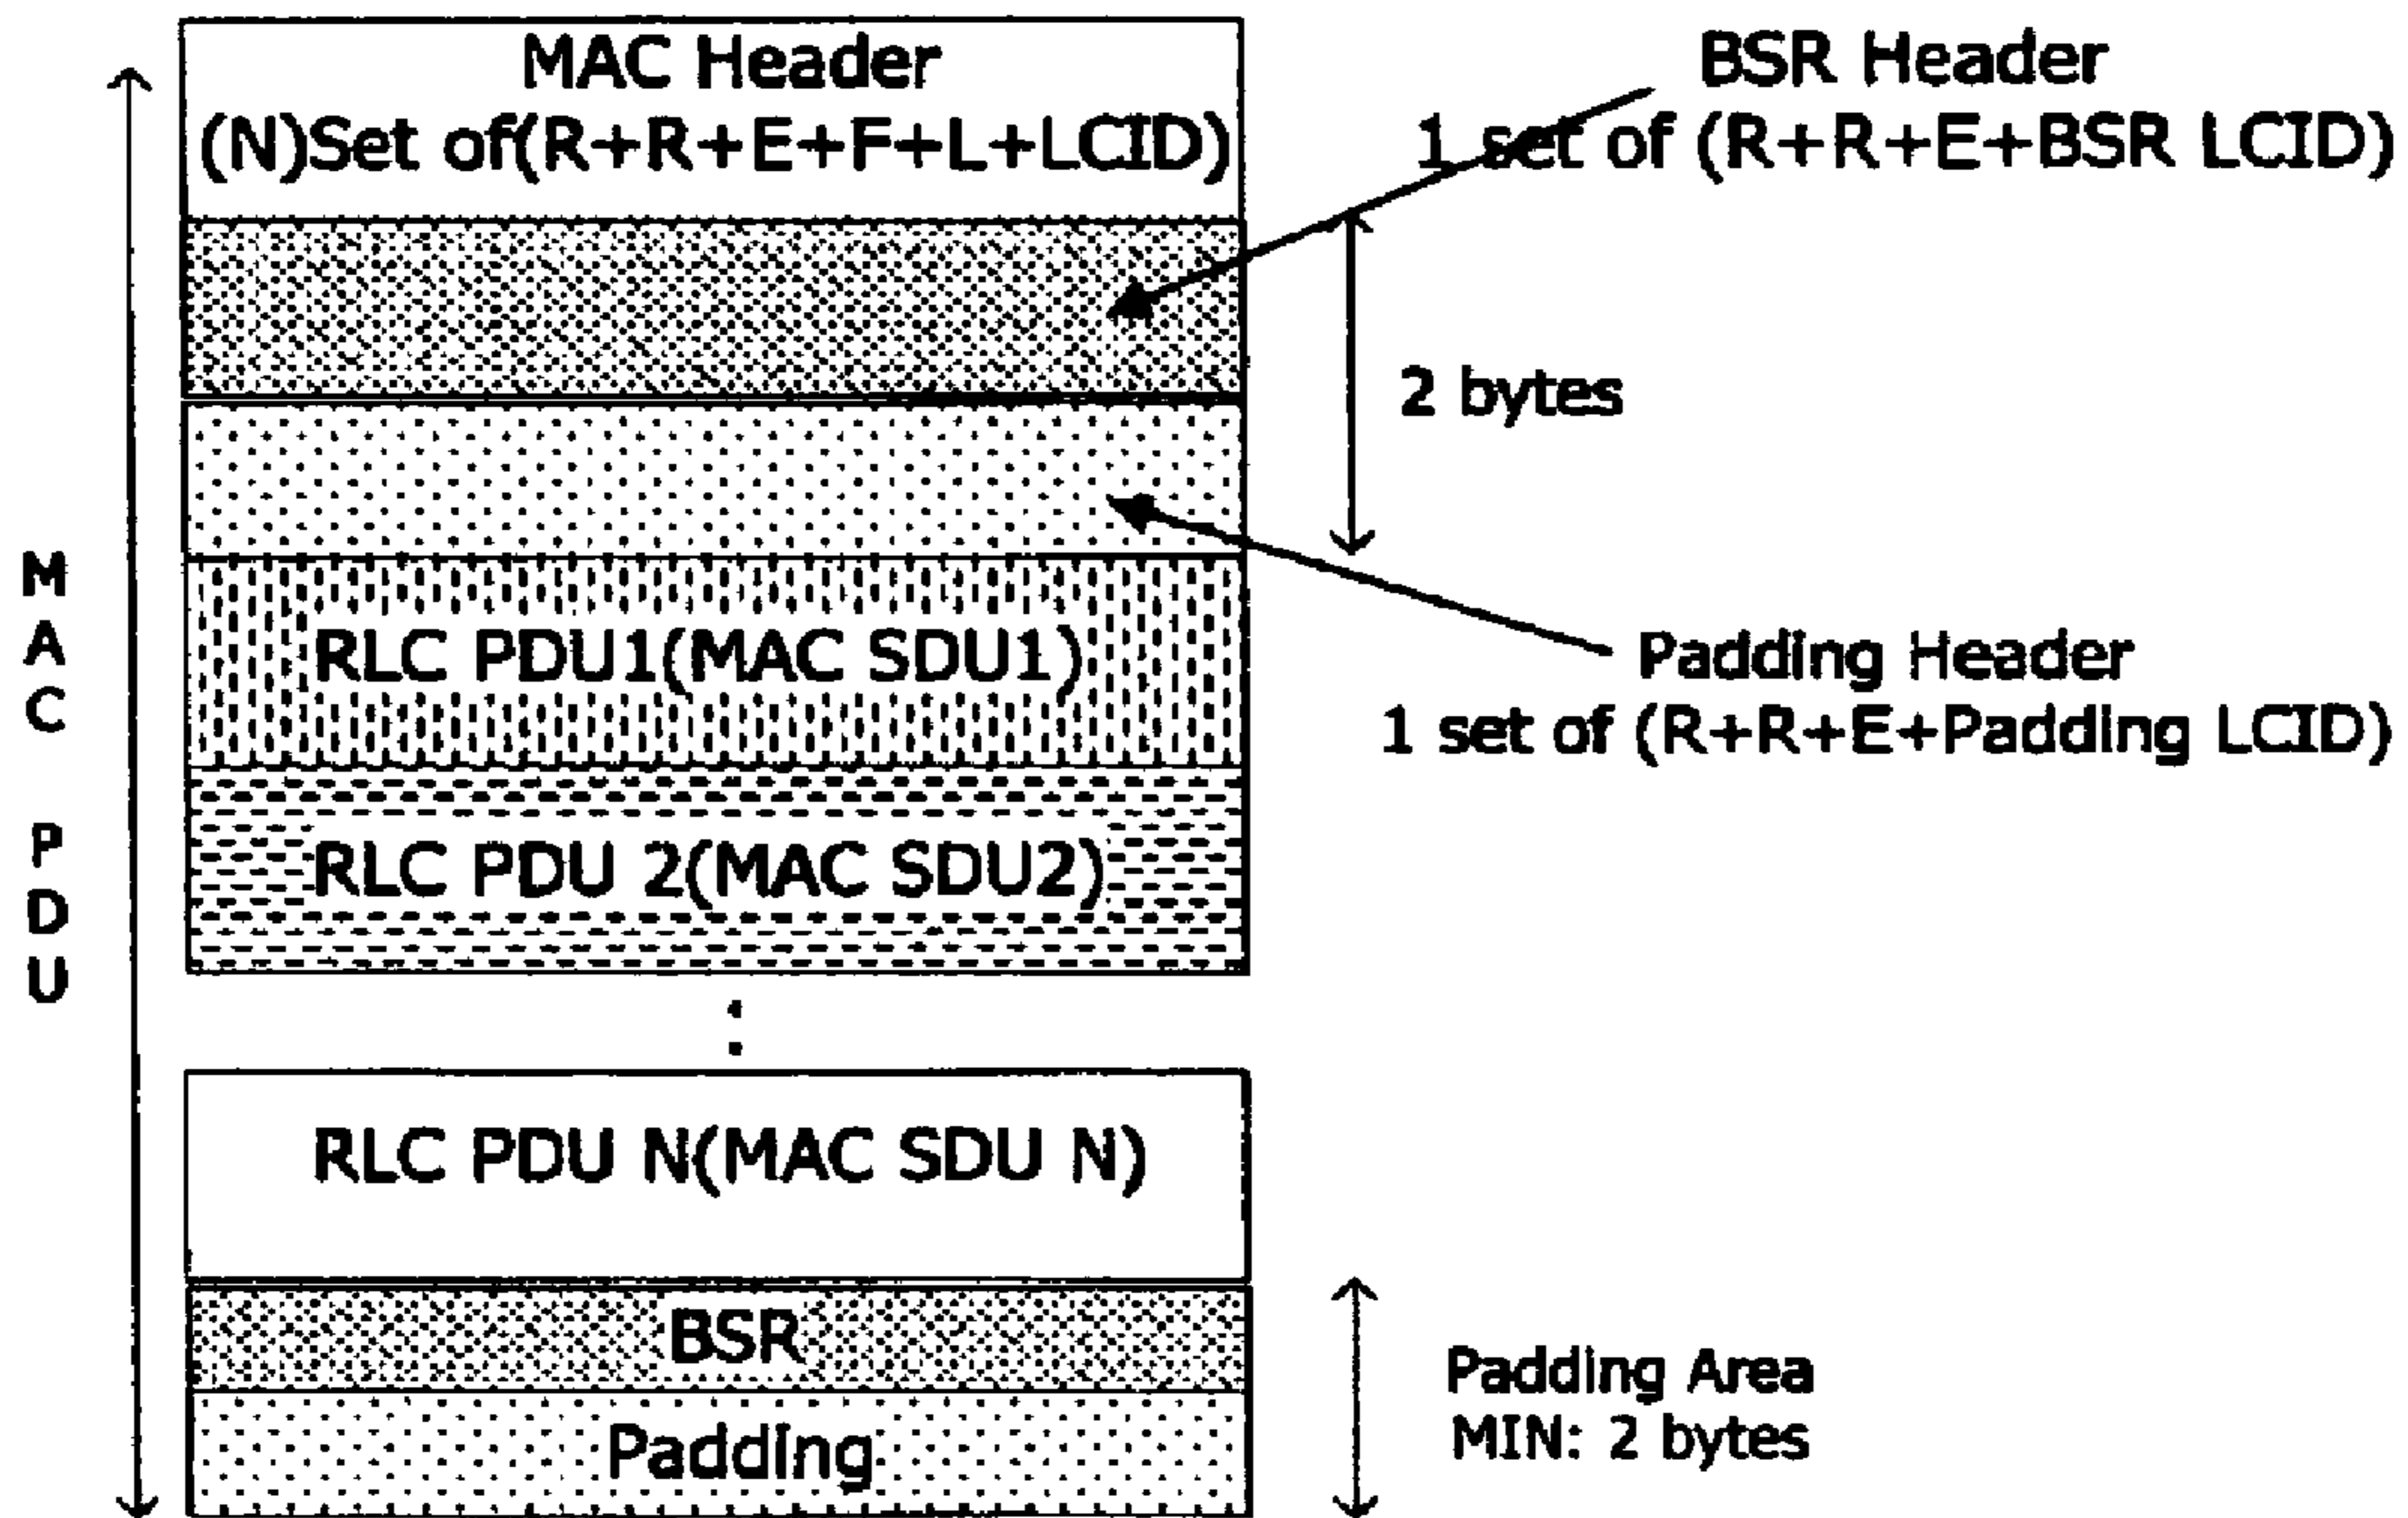 MAC Header
(N)Set of(R+R+E+F+L+LCID)
BSR Header
1 set of (R+R+E+BSR LCID)
2 bytes
MAC PDU
RLC PDU1(MAC SDU1)
Padding Header
1 set of (R+R+E+Padding LCID)
RLC PDU 2(MAC SDU2)
:
RLC PDU N(MAC SDU N)
BSR
Padding
Padding Area
MIN: 2 bytes